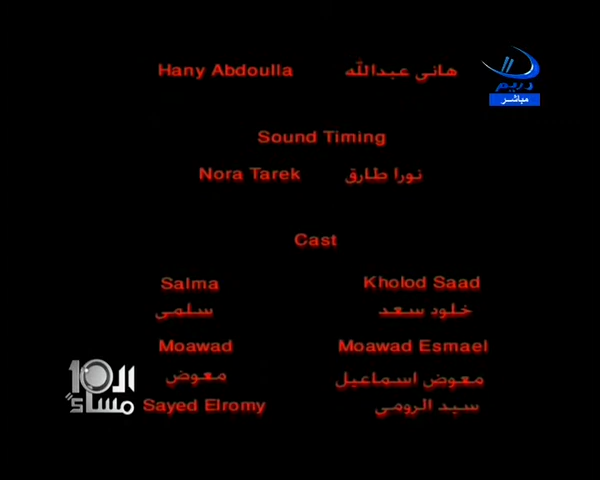 Hany Abdoulla هانى عبدالله
دريم
مباشر
Sound Timing
Nora Tarek نورا طارق
Cast
Salma Kholod Saad
سلمى خلود سعد
Moawad Moawad Esmael
معوض معوض اسماعيل
Sayed Elromy سيد الرومى
الـ10
مساءً